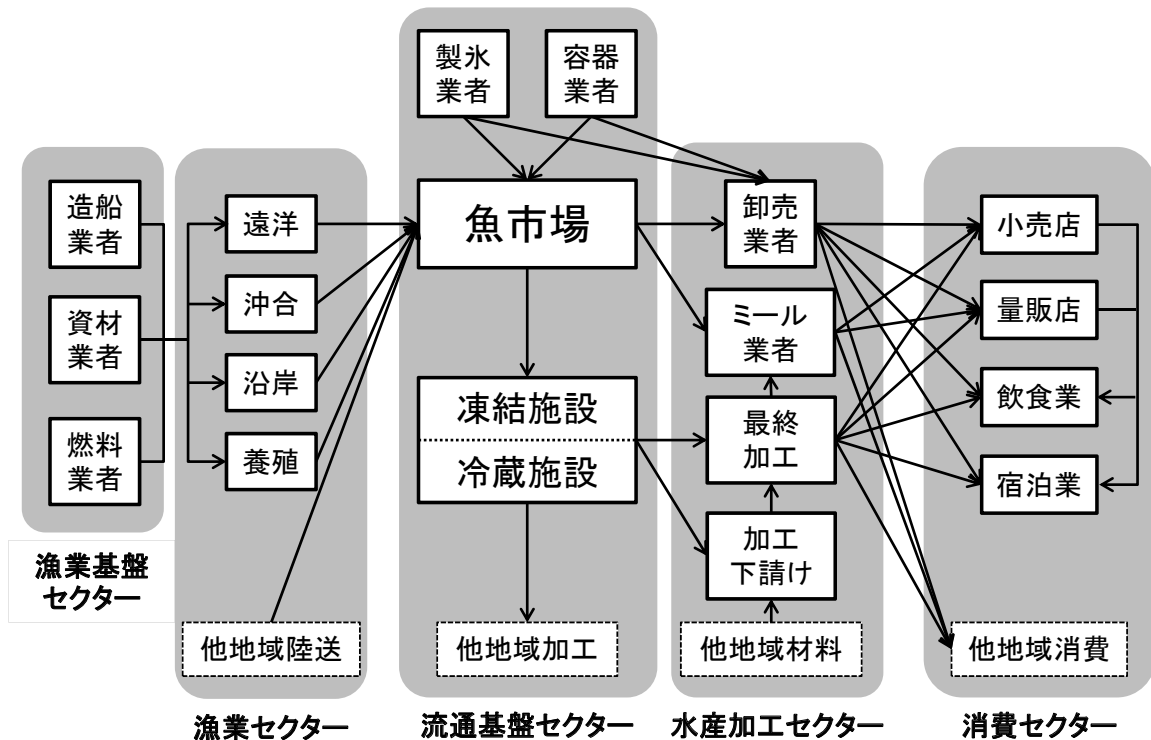 製氷
業者
容器
業者
造船
業者
資材
業者
燃料
業者
漁業基盤
セクター
遠洋
沖合
沿岸
養殖
他地域陸送
漁業セクター
魚市場
凍結施設
冷蔵施設
他地域加工
流通基盤セクター
卸売
業者
ミール
業者
最終
加工
加工
下請け
他地域材料
水産加工セクター
小売店
量販店
飲食業
宿泊業
他地域消費
消費セクター